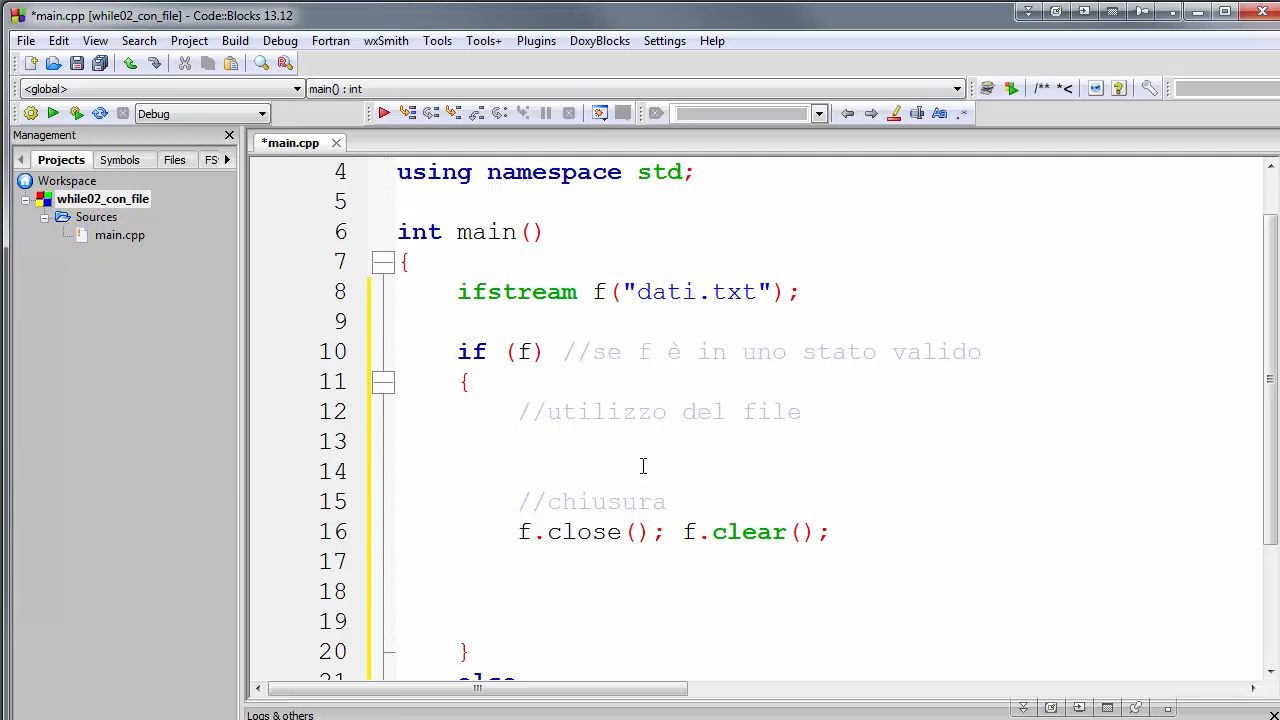 *main.cpp [while02_con_file] - Code::Blocks 13.12
File Edit View Search Project Build Debug Fortran wxSmith Tools Tools+ Plugins DoxyBlocks Settings Help
<global> main() : int /** *<
Debug
Management
*main.cpp
Projects Symbols Files FS
Workspace
while02_con_file
Sources
main.cpp
4 using namespace std;
5
6 int main()
7 {
8 ifstream f("dati.txt");
9
10 if (f) //se f è in uno stato valido
11 {
12 //utilizzo del file
13
14
15 //chiusura
16 f.close(); f.clear();
17
18
19
20 }
21 else
Logs & others